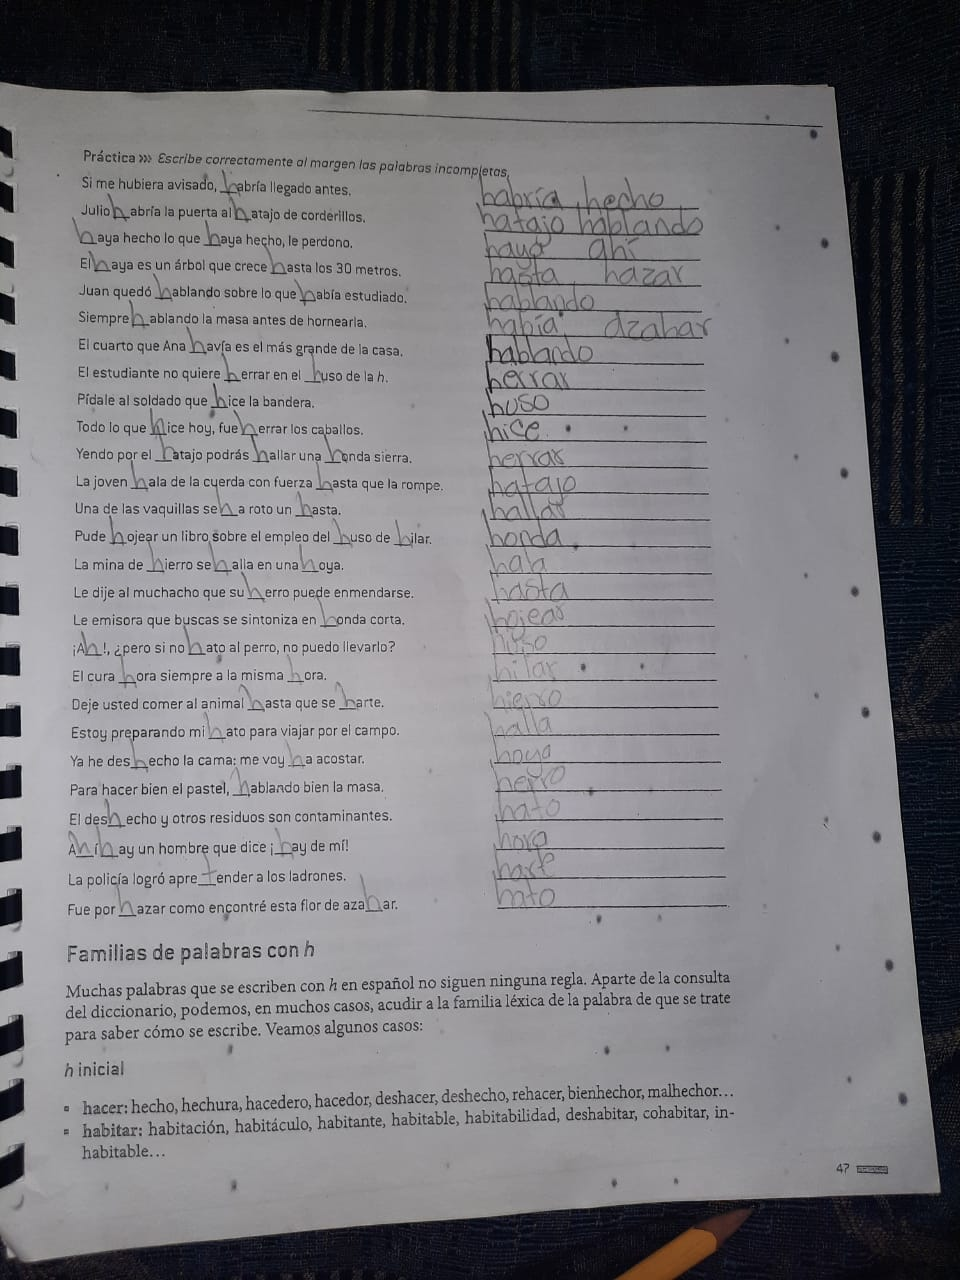 Práctica >>> Escribe correctamente al margen las palabras incompletas.
Si me hubiera avisado, habría llegado antes. habría hecho
Julio habría la puerta al hatajo de corderillos. hatajo hablando
haya hecho lo que haya hecho, le perdono. haya ahí
El haya es un árbol que crece hasta los 30 metros. hasta hazar
Juan quedó hablando sobre lo que había estudiado. hablando
Siempre hablando la masa antes de hornearla. había azahar
El cuarto que Ana havía es el más grande de la casa. hablando
El estudiante no quiere herrar en el huso de la h. herrar
Pídale al soldado que hice la bandera. huso
Todo lo que hice hoy, fue herrar los caballos. hice
Yendo por el hatajo podrás hallar una honda sierra. herrar
La joven hala de la cuerda con fuerza hasta que la rompe. hatajo
Una de las vaquillas se ha roto un hasta. hallar
Pude hojear un libro sobre el empleo del huso de hilar. honda
La mina de hierro se halla en una hoya. hala
Le dije al muchacho que su herro puede enmendarse. hasta
Le emisora que buscas se sintoniza en honda corta. hojear
¡Ah!, ¿pero si no hato al perro, no puedo llevarlo? huso
El cura hora siempre a la misma hora. hilar
Deje usted comer al animal hasta que se harte. hierro
Estoy preparando mi hato para viajar por el campo. halla
Ya he deshecho la cama; me voy ha acostar. hoya
Para hacer bien el pastel, hablando bien la masa. herro
El deshecho y otros residuos son contaminantes. hato
Ahí hay un hombre que dice ¡hay de mí! hora
La policía logró apretender a los ladrones. harte
Fue por hazar como encontré esta flor de azahar. hato
Familias de palabras con h
Muchas palabras que se escriben con h en español no siguen ninguna regla. Aparte de la consulta
del diccionario, podemos, en muchos casos, acudir a la familia léxica de la palabra de que se trate
para saber cómo se escribe. Veamos algunos casos:
h inicial
▫ hacer: hecho, hechura, hacedero, hacedor, deshacer, deshecho, rehacer, bienhechor, malhechor…
▫ habitar: habitación, habitáculo, habitante, habitable, habitabilidad, deshabitar, cohabitar, in-
habitable…
47